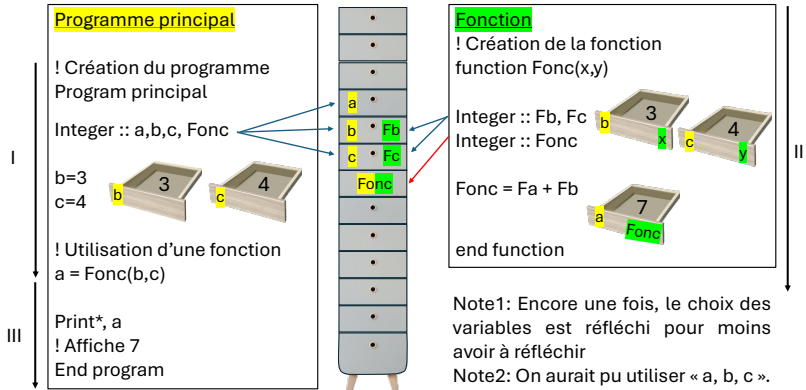 Programme principal
! Création du programme
Program principal
Integer :: a,b,c, Fonc
b=3
c=4
b
3
c
4
! Utilisation d’une fonction
a = Fonc(b,c)
Print*, a
! Affiche 7
End program
I
III
a
b Fb
c Fc
Fonc
Fonction
! Création de la fonction
function Fonc(x,y)
Integer :: Fb, Fc
Integer :: Fonc
b
3
x
c
4
y
Fonc = Fa + Fb
a
7
Fonc
end function
II
Note1: Encore une fois, le choix des
variables est réfléchi pour moins
avoir à réfléchir
Note2: On aurait pu utiliser « a, b, c ».